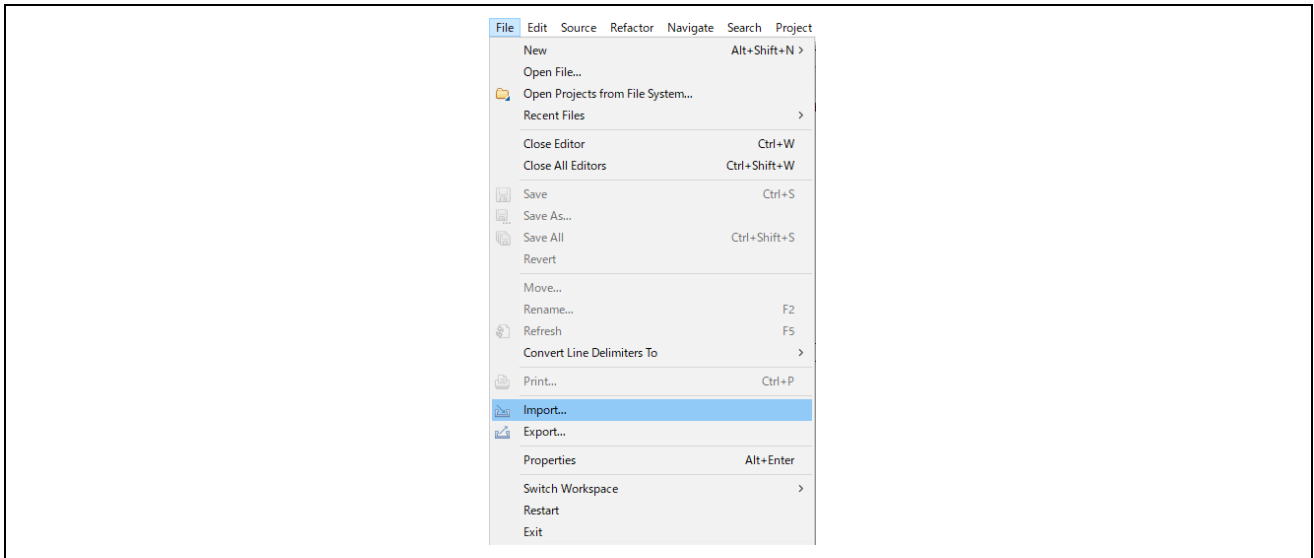 File Edit Source Refactor Navigate Search Project
New Alt+Shift+N >
Open File...
Open Projects from File System...
Recent Files >
Close Editor Ctrl+W
Close All Editors Ctrl+Shift+W
Save Ctrl+S
Save As...
Save All Ctrl+Shift+S
Revert
Move...
Rename... F2
Refresh F5
Convert Line Delimiters To >
Print... Ctrl+P
Import...
Export...
Properties Alt+Enter
Switch Workspace >
Restart
Exit